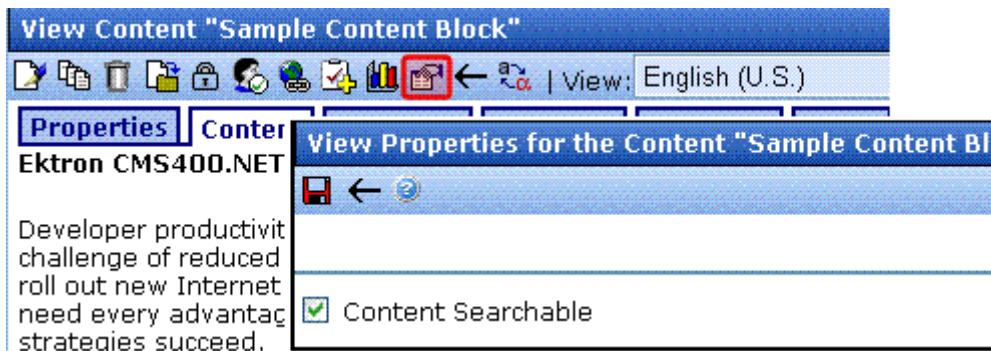 View Content "Sample Content Block"
| View: English (U.S.)
Properties Conter
Ektron CMS400.NET
Developer productivit
challenge of reduced
roll out new Internet
need every advantag
strategies succeed.
View Properties for the Content "Sample Content Bl
Content Searchable